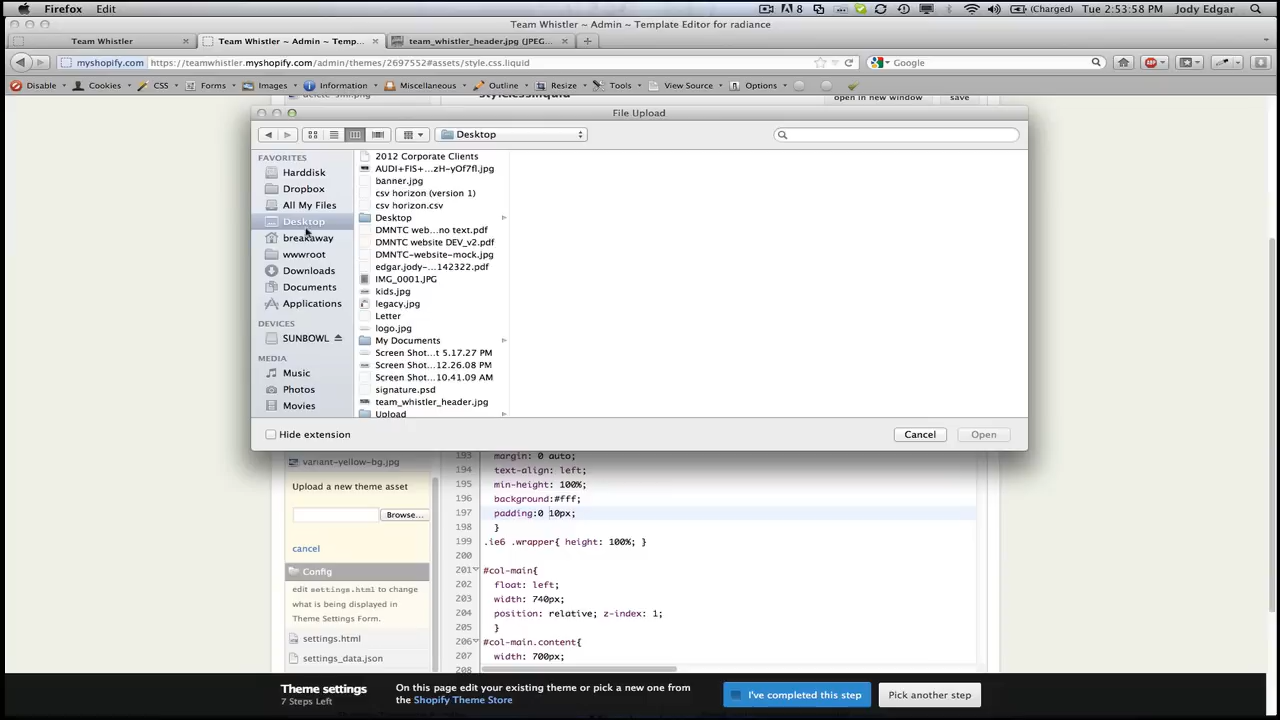 Firefox Edit 8 (Charged) Tue 2:53:58 PM Jody Edgar
Team Whistler ~ Admin ~ Template Editor for radiance
Team Whistler Team Whistler ~ Admin ~ Temp... team_whistler_header.jpg (JPEG...
myshopify.com https://teamwhistler.myshopify.com/admin/themes/2697552#assets/style.css.liquid Google
Disable Cookies CSS Forms Images Information Miscellaneous Outline Resize Tools View Source Options
open in new window save
File Upload
Desktop
FAVORITES
Harddisk
Dropbox
All My Files
Desktop
breakaway
wwwroot
Downloads
Documents
Applications
DEVICES
SUNBOWL
MEDIA
Music
Photos
Movies
2012 Corporate Clients
AUDI+FIS+...zH-yOf7fl.jpg
banner.jpg
csv horizon (version 1)
csv horizon.csv
Desktop
DMNTC web...no text.pdf
DMNTC website DEV_v2.pdf
DMNTC-website-mock.jpg
edgar.jody-...142322.pdf
IMG_0001.JPG
kids.jpg
legacy.jpg
Letter
logo.jpg
My Documents
Screen Shot...t 5.17.27 PM
Screen Shot...12.26.08 PM
Screen Shot...10.41.09 AM
signature.psd
team_whistler_header.jpg
Upload
Hide extension Cancel Open
variant-yellow-bg.jpg
Upload a new theme asset
Browse...
cancel
Config
edit settings.html to change
what is being displayed in
Theme Settings Form.
settings.html
settings_data.json
193 margin: 0 auto;
194 text-align: left;
195 min-height: 100%;
196 background:#fff;
197 padding:0 10px;
198 }
199 .ie6 .wrapper{ height: 100%; }
200
201 #col-main{
202 float: left;
203 width: 740px;
204 position: relative; z-index: 1;
205 }
206 #col-main.content{
207 width: 700px;
208
Theme settings
7 Steps Left
On this page edit your existing theme or pick a new one from
the Shopify Theme Store
I've completed this step Pick another step